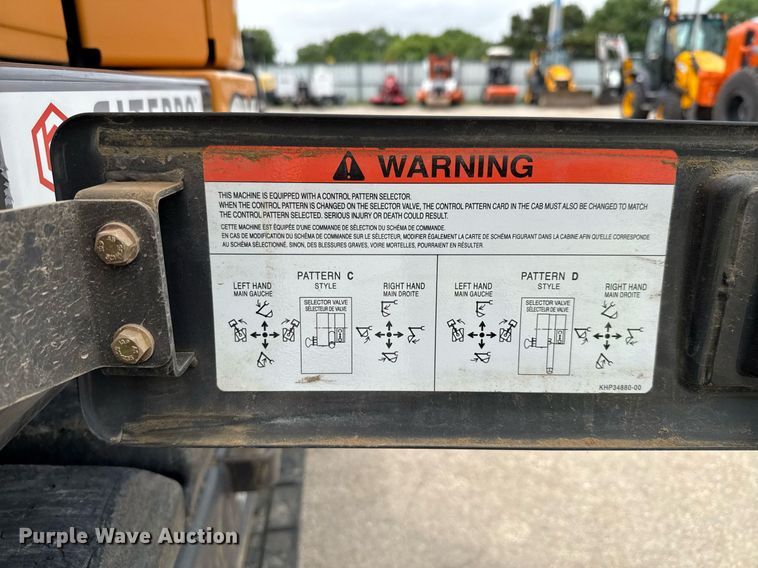 WARNING
THIS MACHINE IS EQUIPPED WITH A CONTROL PATTERN SELECTOR.
WHEN THE CONTROL PATTERN IS CHANGED ON THE SELECTOR VALVE, THE CONTROL PATTERN CARD IN THE CAB MUST ALSO BE CHANGED TO MATCH
THE CONTROL PATTERN SELECTED. SERIOUS INJURY OR DEATH COULD RESULT.
CETTE MACHINE EST ÉQUIPÉE D'UNE COMMANDE DE SÉLECTION DU SCHÉMA DE COMMANDE.
EN CAS DE MODIFICATION DU SCHÉMA DE COMMANDE SUR LE SÉLECTEUR, MODIFIER ÉGALEMENT LA CARTE DE SCHÉMA FIGURANT DANS LA CABINE AFIN QU'ELLE CORRESPONDE
AU SCHÉMA SÉLECTIONNÉ, SINON, DES BLESSURES GRAVES, VOIRE MORTELLES, POURRAIENT EN RÉSULTER.
PATTERN C
STYLE
LEFT HAND
MAIN GAUCHE
SELECTOR VALVE
SÉLECTEUR DE VALVE
RIGHT HAND
MAIN DROITE
PATTERN D
STYLE
LEFT HAND
MAIN GAUCHE
SELECTOR VALVE
SÉLECTEUR DE VALVE
RIGHT HAND
MAIN DROITE
KHP34880-00
Purple Wave Auction